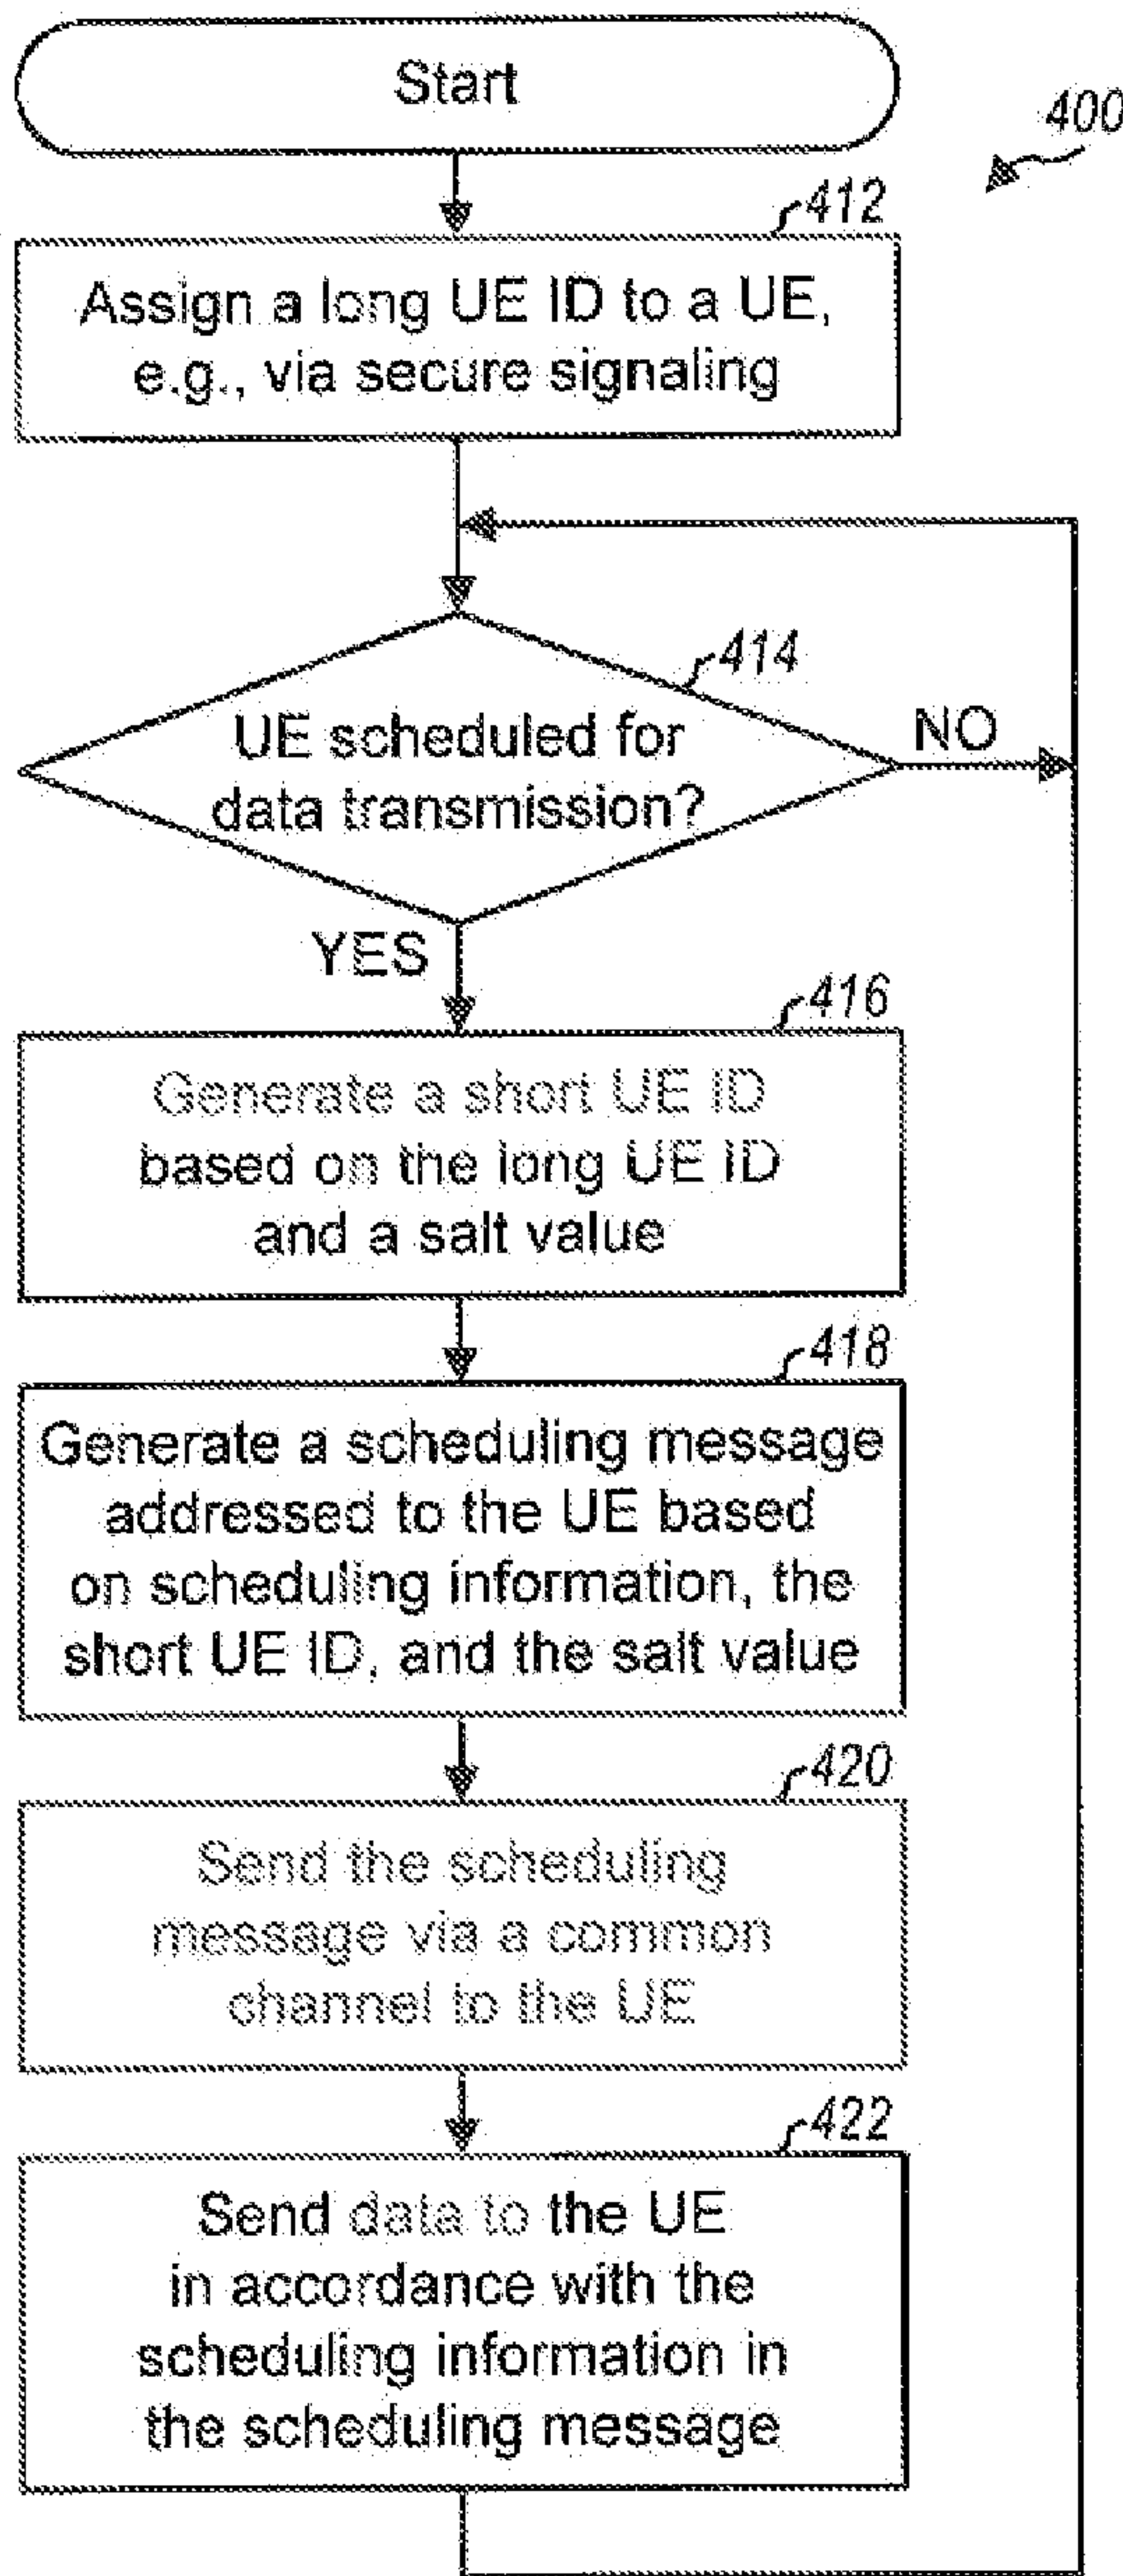 Start
400
412
Assign a long UE ID to a UE,
e.g., via secure signaling
414
UE scheduled for
data transmission?
NO
YES
416
Generate a short UE ID
based on the long UE ID
and a salt value
418
Generate a scheduling message
addressed to the UE based
on scheduling information, the
short UE ID, and the salt value
420
Send the scheduling
message via a common
channel to the UE
422
Send data to the UE
in accordance with the
scheduling information in
the scheduling message